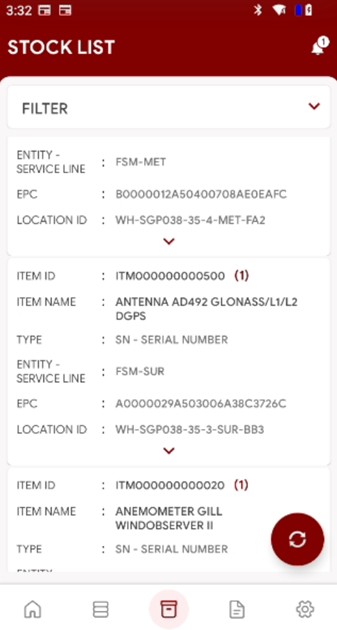 3:32
STOCK LIST
1
FILTER
ENTITY -
SERVICE LINE : FSM-MET
EPC : B0000012A50400708AE0EAFC
LOCATION ID : WH-SGP038-35-4-MET-FA2
ITEM ID : ITM000000000500 (1)
ITEM NAME : ANTENNA AD492 GLONASS/L1/L2
DGPS
TYPE : SN - SERIAL NUMBER
ENTITY -
SERVICE LINE : FSM-SUR
EPC : A0000029A503006A38C3726C
LOCATION ID : WH-SGP038-35-3-SUR-BB3
ITEM ID : ITM000000000020 (1)
ITEM NAME : ANEMOMETER GILL
WINDOBSERVER II
TYPE : SN - SERIAL NUMBER
ENTITY